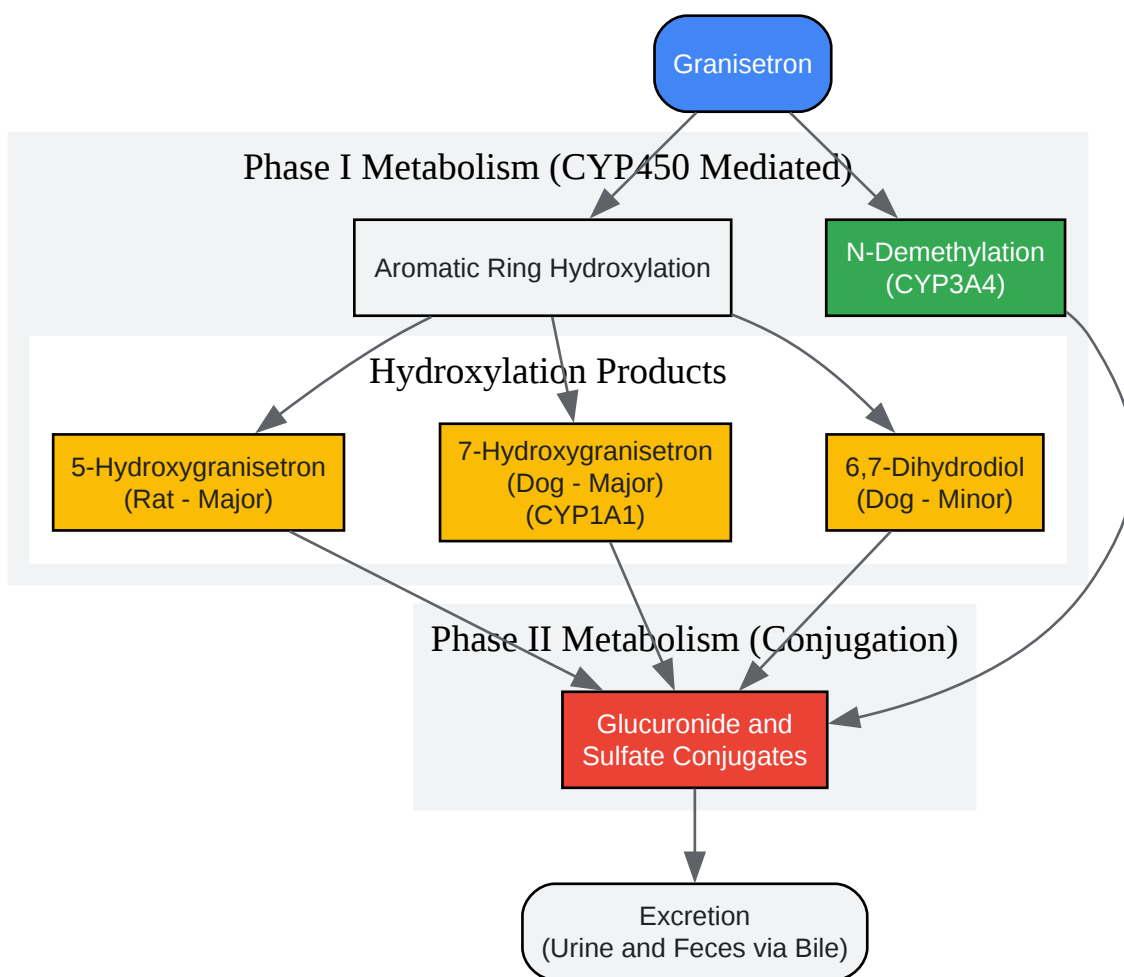 Granisetron
Phase I Metabolism (CYP450 Mediated)
Aromatic Ring Hydroxylation
N-Demethylation
(CYP3A4)
Hydroxylation Products
5-Hydroxygranisetron
(Rat - Major)
7-Hydroxygranisetron
(Dog - Major)
(CYP1A1)
6,7-Dihydrodiol
(Dog - Minor)
Phase II Metabolism (Conjugation)
Glucuronide and
Sulfate Conjugates
Excretion
(Urine and Feces via Bile)